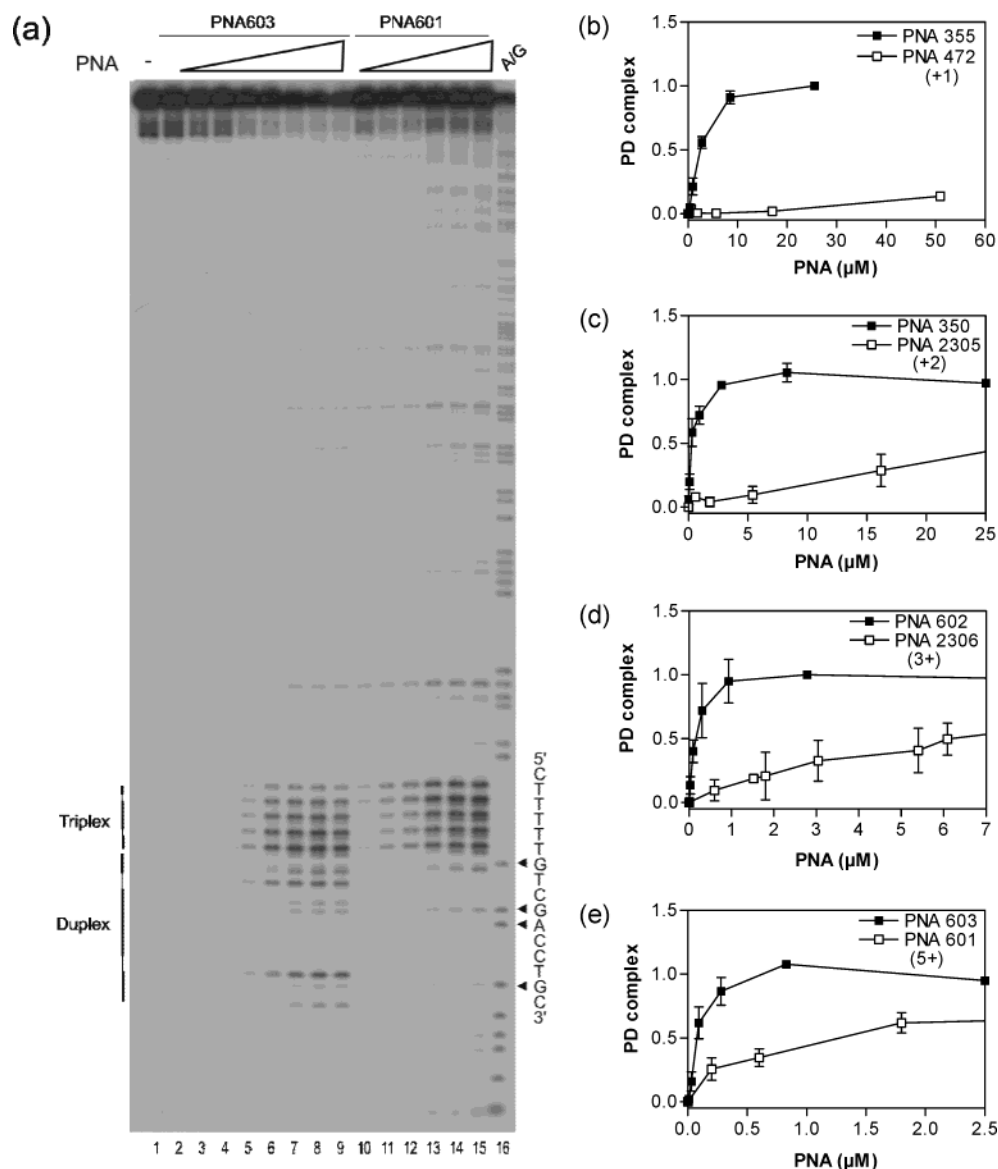 (a)
PNA603 PNA601
PNA - A/G
5'
C
T
T
T
T
T
G
T
C
G
A
C
C
T
G
C
3'
Triplex
Duplex
1 2 3 4 5 6 7 8 9 10 11 12 13 14 15 16
(b)
PNA 355
PNA 472
(+1)
1.5
1.0
0.5
0.0
PD complex
0 10 20 30 40 50 60
PNA (µM)
(c)
PNA 350
PNA 2305
(+2)
1.5
1.0
0.5
0.0
PD complex
0 5 10 15 20 25
PNA (µM)
(d)
PNA 602
PNA 2306
(3+)
1.5
1.0
0.5
0.0
PD complex
0 1 2 3 4 5 6 7
PNA (µM)
(e)
PNA 603
PNA 601
(5+)
1.5
1.0
0.5
0.0
PD complex
0.0 0.5 1.0 1.5 2.0 2.5
PNA (µM)